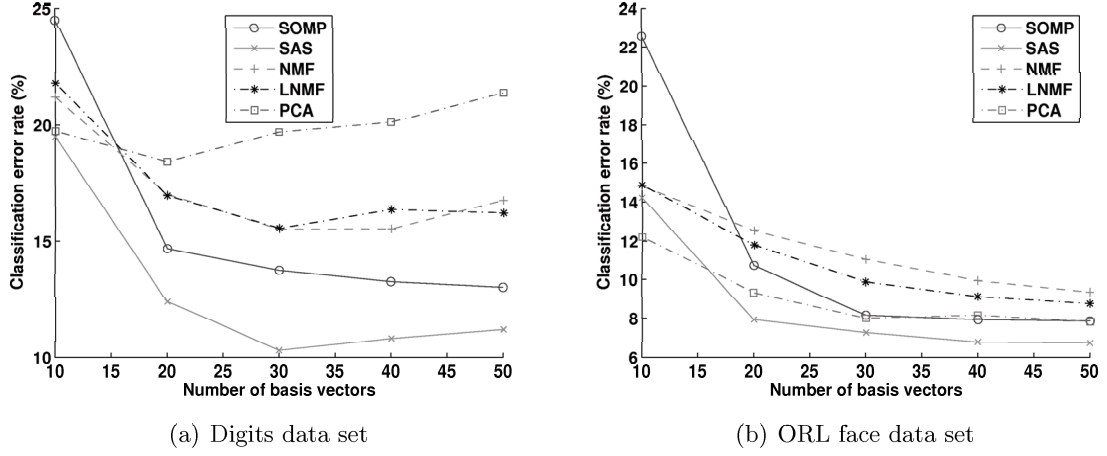 25
20
15
10
10 15 20 25 30 35 40 45 50
Classification error rate (%)
Number of basis vectors
SOMP
SAS
NMF
LNMF
PCA
(a) Digits data set
24
22
20
18
16
14
12
10
8
6
10 15 20 25 30 35 40 45 50
Classification error rate (%)
Number of basis vectors
SOMP
SAS
NMF
LNMF
PCA
(b) ORL face data set